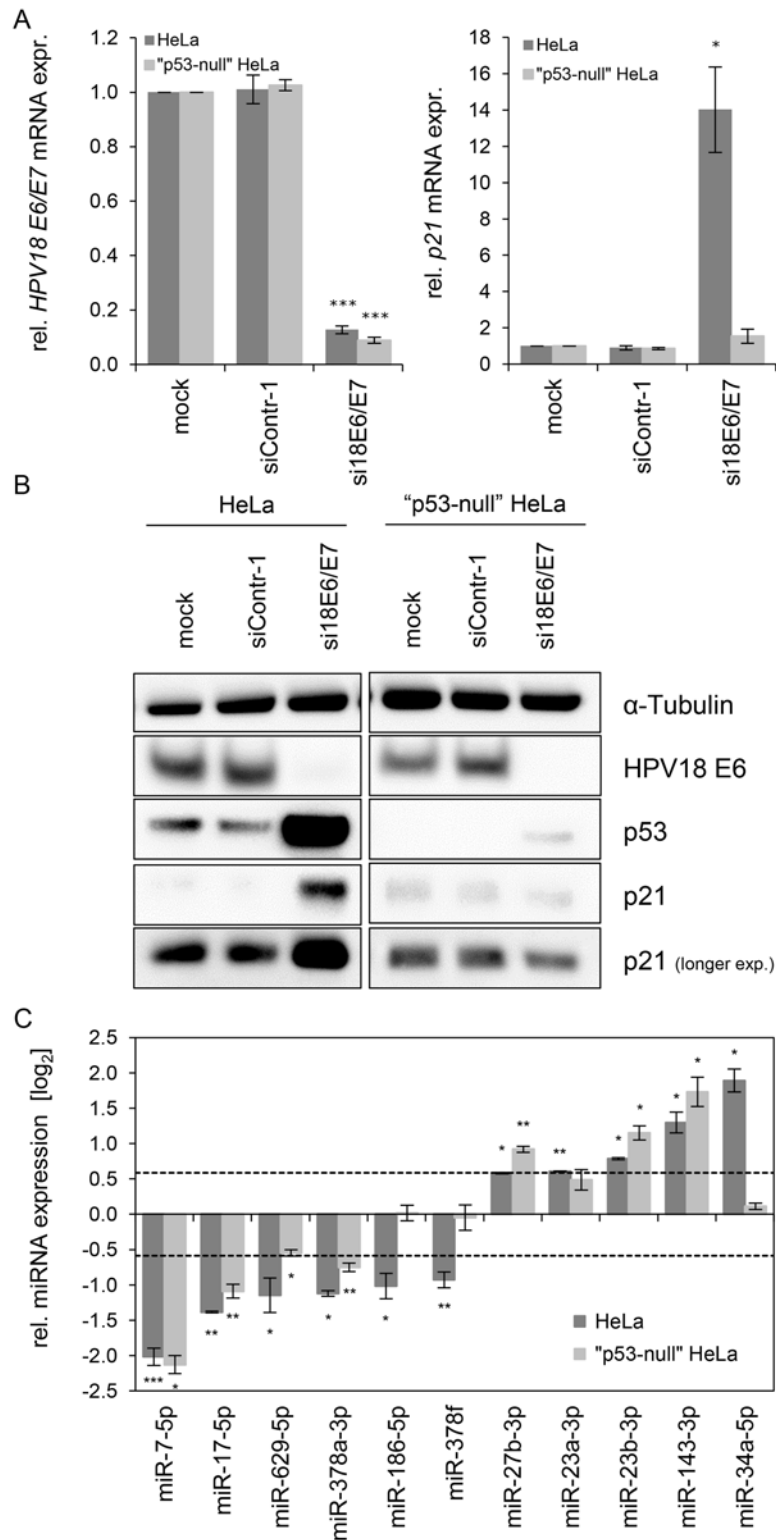 A
rel. HPV18 E6/E7 mRNA expr.
1.2
1.0
0.8
0.6
0.4
0.2
0.0
HeLa
"p53-null" HeLa
***
***
mock
siContr-1
si18E6/E7
rel. p21 mRNA expr.
18
16
14
12
10
8
6
4
2
0
HeLa
"p53-null" HeLa
*
mock
siContr-1
si18E6/E7
B
HeLa
“p53-null” HeLa
mock
siContr-1
si18E6/E7
mock
siContr-1
si18E6/E7
α-Tubulin
HPV18 E6
p53
p21
p21 (longer exp.)
C
rel. miRNA expression [log2]
2.5
2.0
1.5
1.0
0.5
0.0
-0.5
-1.0
-1.5
-2.0
-2.5
***
*
**
**
*
*
*
**
*
**
*
**
**
*
*
*
*
*
HeLa
"p53-null" HeLa
miR-7-5p
miR-17-5p
miR-629-5p
miR-378a-3p
miR-186-5p
miR-378f
miR-27b-3p
miR-23a-3p
miR-23b-3p
miR-143-3p
miR-34a-5p